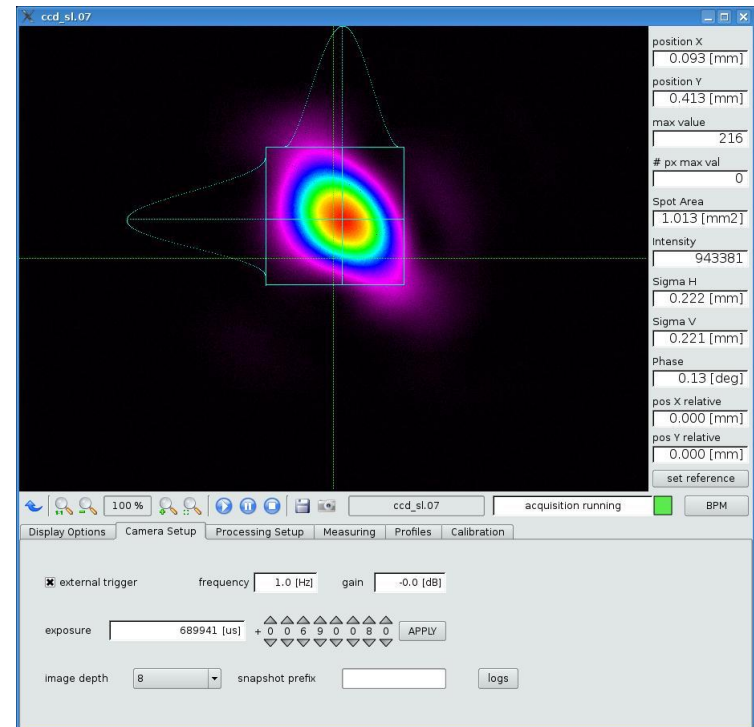 ccd_sl.07
position X
0.093 [mm]
position Y
0.413 [mm]
max value
216
# px max val
0
Spot Area
1.013 [mm2]
Intensity
943381
Sigma H
0.222 [mm]
Sigma V
0.221 [mm]
Phase
0.13 [deg]
pos X relative
0.000 [mm]
pos Y relative
0.000 [mm]
set reference
100 % ccd_sl.07 acquisition running BPM
Display Options Camera Setup Processing Setup Measuring Profiles Calibration
external trigger frequency 1.0 [Hz] gain -0.0 [dB]
exposure 689941 [us] + 0 0 6 9 0 0 8 0 APPLY
image depth 8 snapshot prefix logs